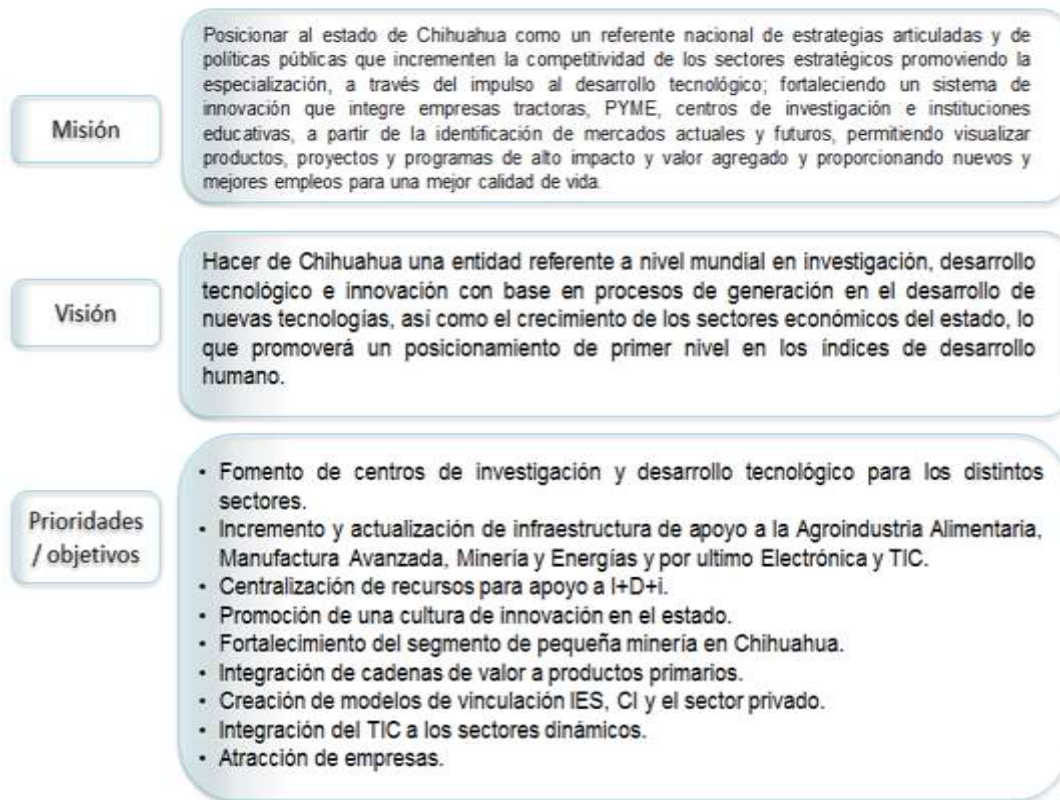 Misión
Posicionar al estado de Chihuahua como un referente nacional de estrategias articuladas y de
políticas públicas que incrementen la competitividad de los sectores estratégicos promoviendo la
especialización, a través del impulso al desarrollo tecnológico; fortaleciendo un sistema de
innovación que integre empresas tractoras, PYME, centros de investigación e instituciones
educativas, a partir de la identificación de mercados actuales y futuros, permitiendo visualizar
productos, proyectos y programas de alto impacto y valor agregado y proporcionando nuevos y
mejores empleos para una mejor calidad de vida.
Visión
Hacer de Chihuahua una entidad referente a nivel mundial en investigación, desarrollo
tecnológico e innovación con base en procesos de generación en el desarrollo de
nuevas tecnologías, así como el crecimiento de los sectores económicos del estado, lo
que promoverá un posicionamiento de primer nivel en los índices de desarrollo
humano.
Prioridades
/ objetivos
• Fomento de centros de investigación y desarrollo tecnológico para los distintos
sectores.
• Incremento y actualización de infraestructura de apoyo a la Agroindustria Alimentaria,
Manufactura Avanzada, Minería y Energías y por ultimo Electrónica y TIC.
• Centralización de recursos para apoyo a I+D+i.
• Promoción de una cultura de innovación en el estado.
• Fortalecimiento del segmento de pequeña minería en Chihuahua.
• Integración de cadenas de valor a productos primarios.
• Creación de modelos de vinculación IES, CI y el sector privado.
• Integración del TIC a los sectores dinámicos.
• Atracción de empresas.